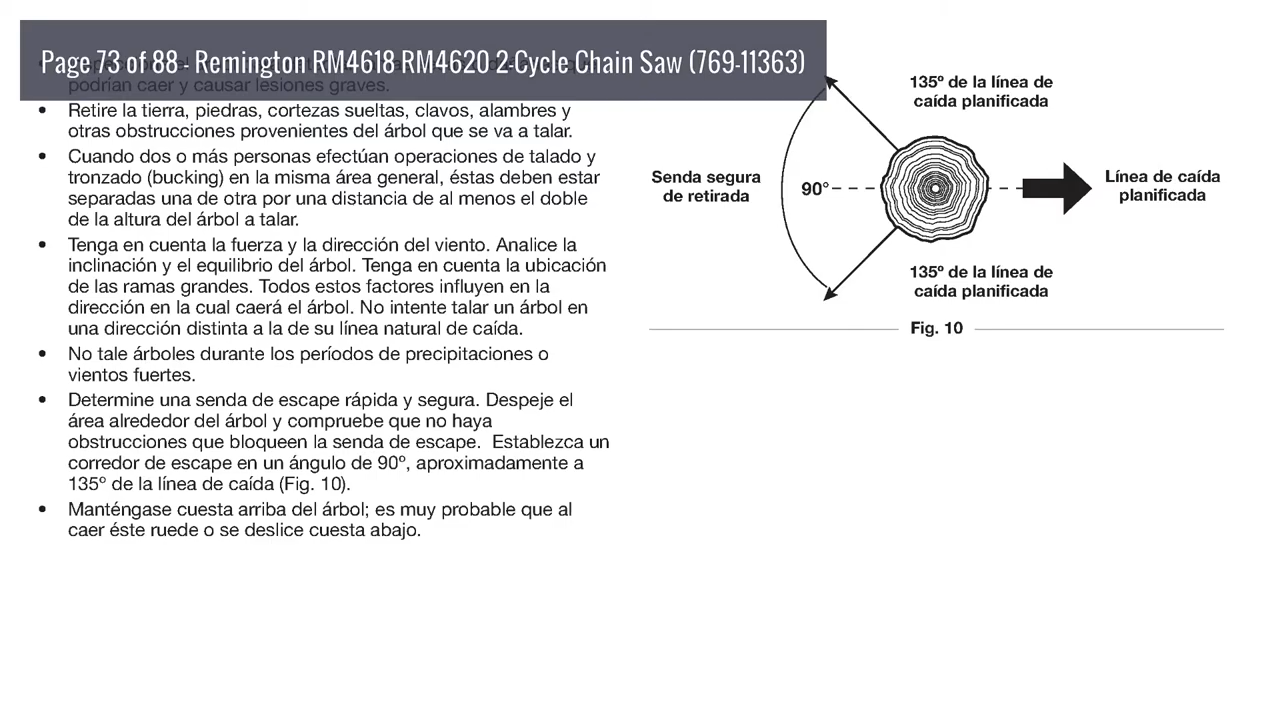 Page 73 of 88 - Remington RM4618 RM4620 2-Cycle Chain Saw (769-11363)
podrían caer y causar lesiones graves.
• Retire la tierra, piedras, cortezas sueltas, clavos, alambres y
otras obstrucciones provenientes del árbol que se va a talar.
• Cuando dos o más personas efectúan operaciones de talado y
tronzado (bucking) en la misma área general, éstas deben estar
separadas una de otra por una distancia de al menos el doble
de la altura del árbol a talar.
• Tenga en cuenta la fuerza y la dirección del viento. Analice la
inclinación y el equilibrio del árbol. Tenga en cuenta la ubicación
de las ramas grandes. Todos estos factores influyen en la
dirección en la cual caerá el árbol. No intente talar un árbol en
una dirección distinta a la de su línea natural de caída.
• No tale árboles durante los períodos de precipitaciones o
vientos fuertes.
• Determine una senda de escape rápida y segura. Despeje el
área alrededor del árbol y compruebe que no haya
obstrucciones que bloqueen la senda de escape.  Establezca un
corredor de escape en un ángulo de 90º, aproximadamente a
135º de la línea de caída (Fig. 10).
• Manténgase cuesta arriba del árbol; es muy probable que al
caer éste ruede o se deslice cuesta abajo.
135º de la línea de
caída planificada
Senda segura
de retirada
90°
Línea de caída
planificada
135º de la línea de
caída planificada
Fig. 10